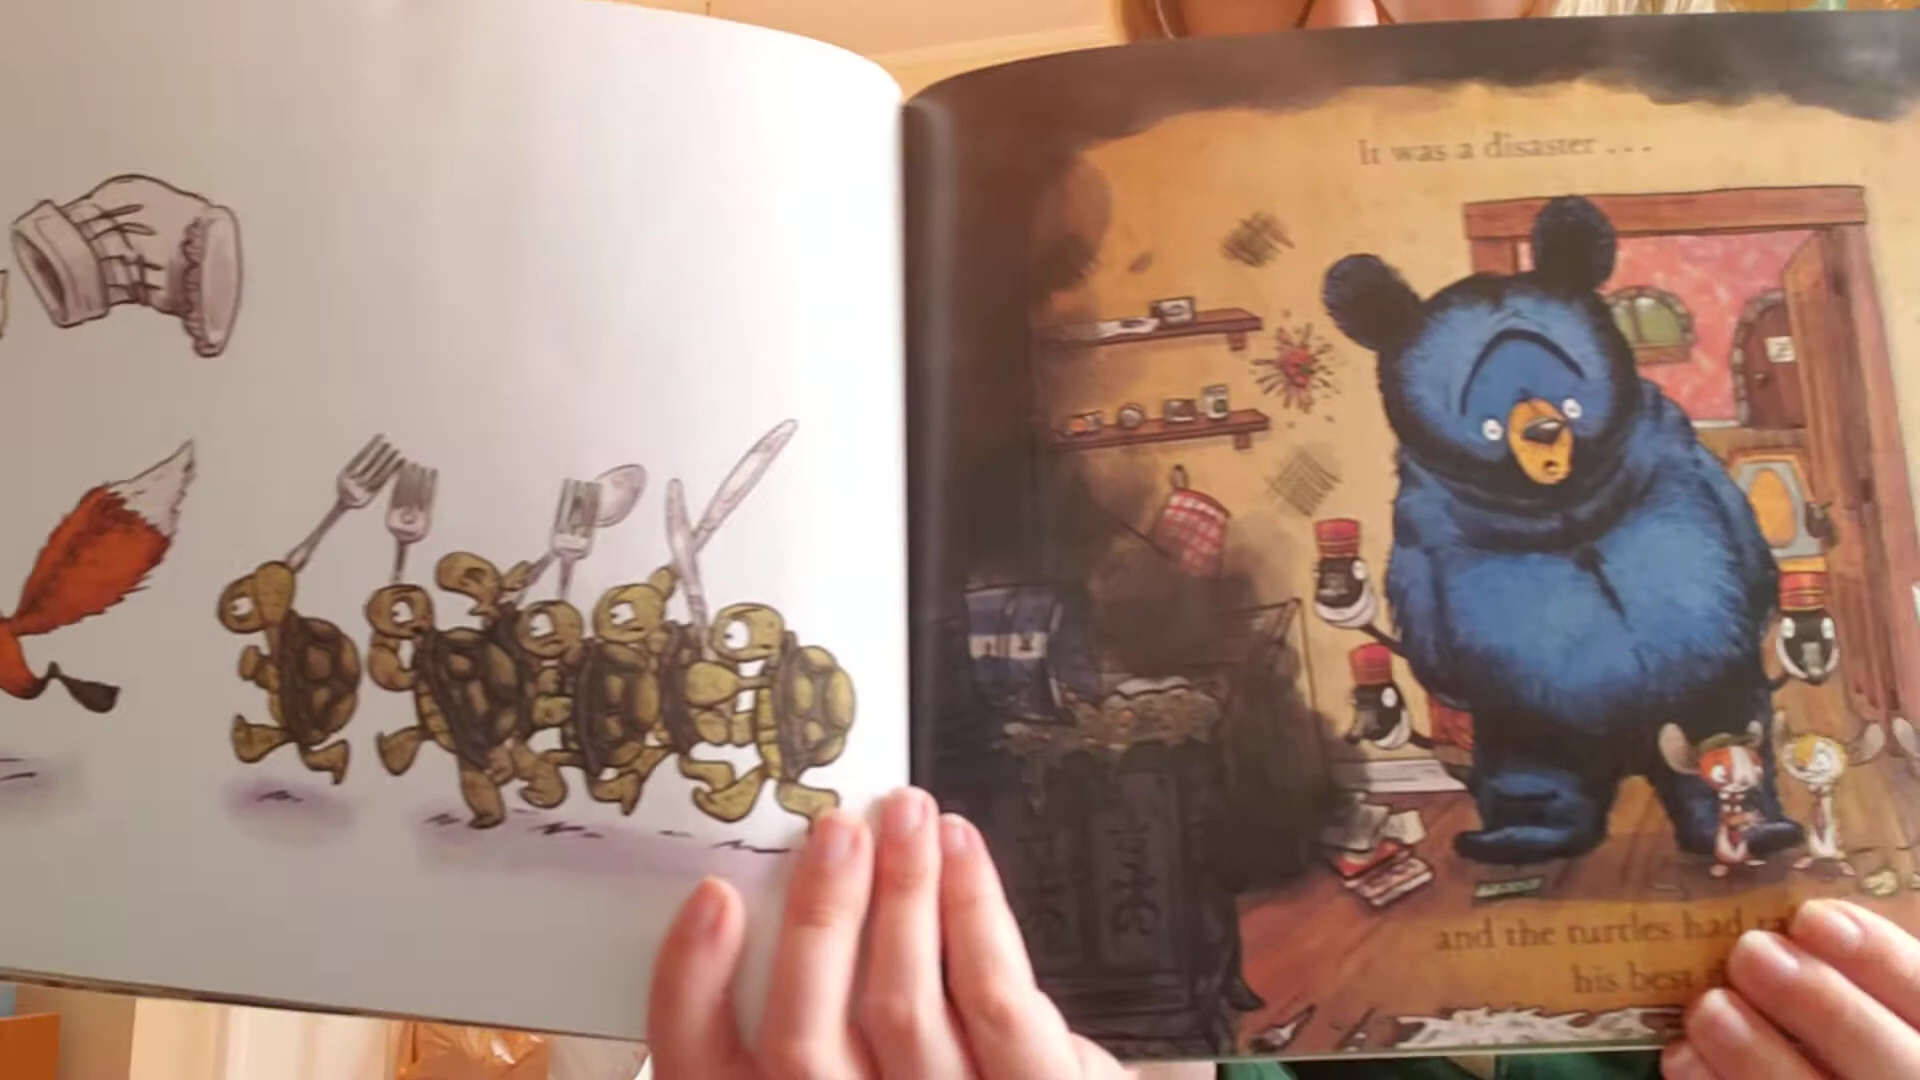 It was a disaster . . .
and the turtles had
his best